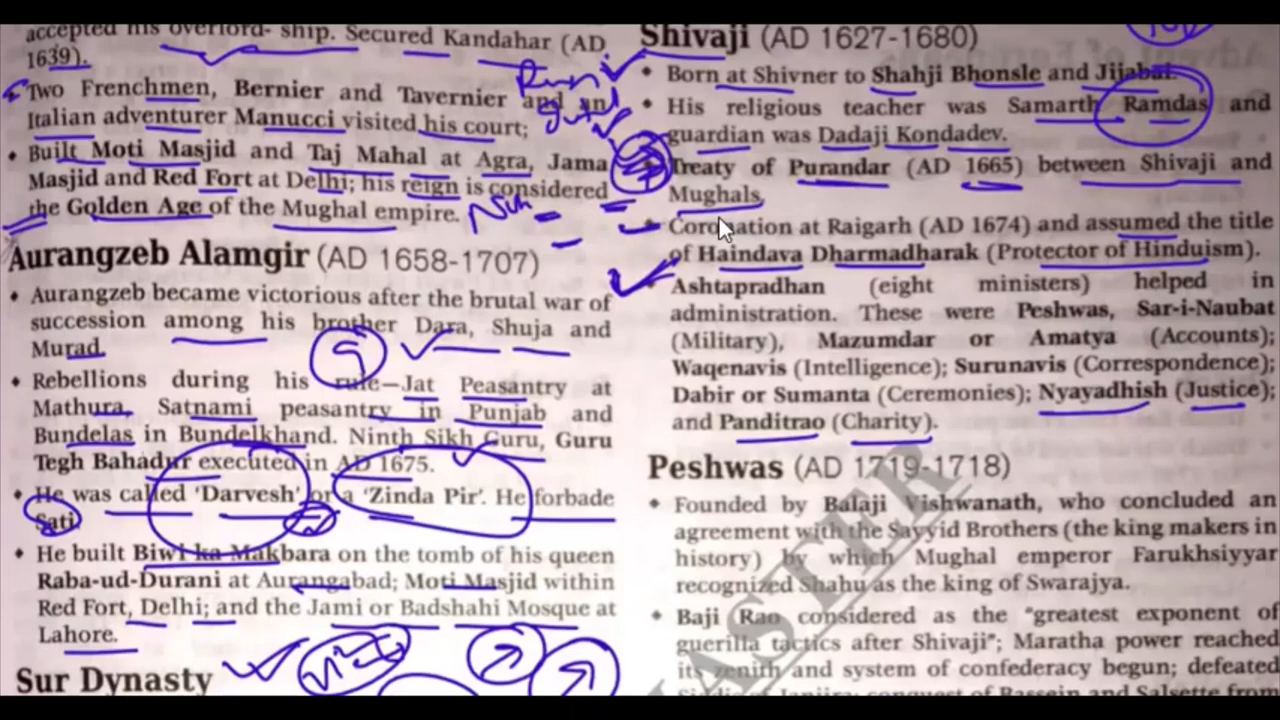 accepted his overlord- ship. Secured Kandahar (AD
1639).
Two Frenchmen, Bernier and Tavernier and an
Italian adventurer Manucci visited his court;
• Built Moti Masjid and Taj Mahal at Agra, Jama
Masjid and Red Fort at Delhi; his reign is considered
the Golden Age of the Mughal empire.
Aurangzeb Alamgir (AD 1658-1707)
• Aurangzeb became victorious after the brutal war of
succession among his brother Dara, Shuja and
Murad.
9
• Rebellions during his rule—Jat Peasantry at
Mathura, Satnami peasantry in Punjab and
Bundelas in Bundelkhand. Ninth Sikh Guru, Guru
Tegh Bahadur executed in AD 1675.
• He was called 'Darvesh' or a 'Zinda Pir'. He forbade
Sati.
• He built Biwi ka Makbara on the tomb of his queen
Raba-ud-Durani at Aurangabad; Moti Masjid within
Red Fort, Delhi; and the Jami or Badshahi Mosque at
Lahore.
Sur Dynasty
Shivaji (AD 1627-1680)
• Born at Shivner to Shahji Bhonsle and Jijabai.
• His religious teacher was Samarth Ramdas and
guardian was Dadaji Kondadev.
Treaty of Purandar (AD 1665) between Shivaji and
Mughals.
Coronation at Raigarh (AD 1674) and assumed the title
of Haindava Dharmadharak (Protector of Hinduism).
Ashtapradhan (eight ministers) helped in
administration. These were Peshwas, Sar-i-Naubat
(Military), Mazumdar or Amatya (Accounts);
Waqenavis (Intelligence); Surunavis (Correspondence);
Dabir or Sumanta (Ceremonies); Nyayadhish (Justice);
and Panditrao (Charity).
Peshwas (AD 1719-1718)
• Founded by Balaji Vishwanath, who concluded an
agreement with the Sayyid Brothers (the king makers in
history) by which Mughal emperor Farukhsiyyar
recognized Shahu as the king of Swarajya.
• Baji Rao considered as the "greatest exponent of
guerilla tactics after Shivaji"; Maratha power reached
its zenith and system of confederacy begun; defeated
conquest of Bassein and Salsette from